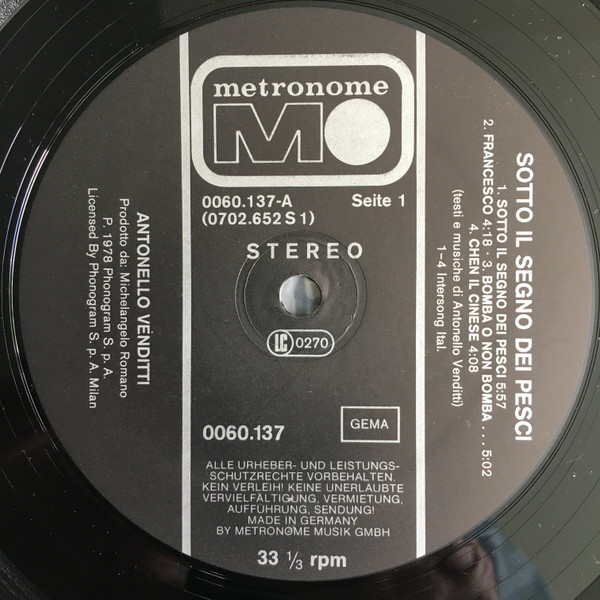 metronome
MO
0060.137-A Seite 1
(0702.652 S 1)
STEREO
LC 0270
0060.137 GEMA
ALLE URHEBER- UND LEISTUNGS-
SCHUTZRECHTE VORBEHALTEN.
KEIN VERLEIH! KEINE UNERLAUBTE
VERVIELFÄLTIGUNG, VERMIETUNG,
AUFFÜHRUNG, SENDUNG!
MADE IN GERMANY
BY METRONOME MUSIK GMBH
33 1/3 rpm
SOTTO IL SEGNO DEI PESCI
1. SOTTO IL SEGNO DEI PESCI 5:57
2. FRANCESCO 4:18 · 3. BOMBA O NON BOMBA . . . 5:02
4. CHEN IL CINESE 4:08
(testi e musiche di Antonello Venditti)
1-4 Intersong Ital.
ANTONELLO VENDITTI
Prodotto da: Michelangelo Romano
P. 1978 Phonogram S. p. A.
Licensed By Phonogram S. p. A. Milan